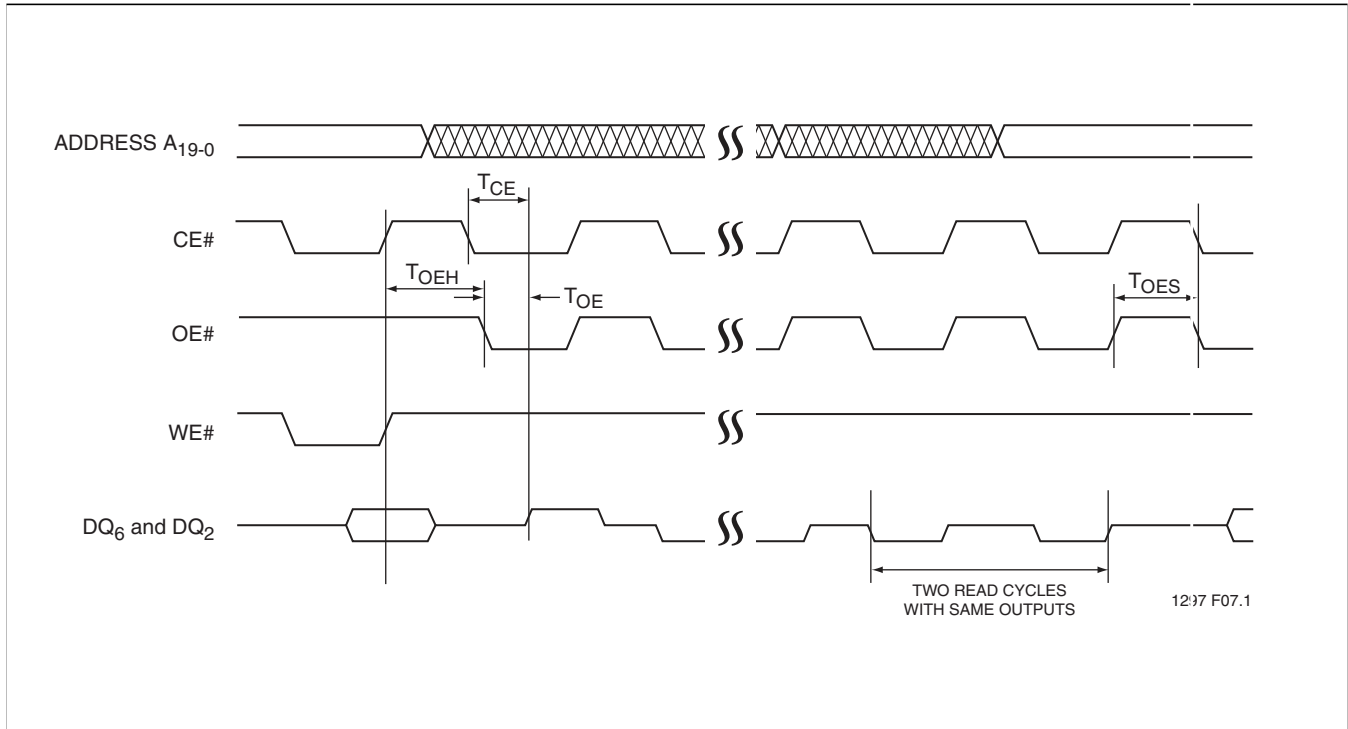 ADDRESS A19-0
TCE
CE#
TOEH
TOE
TOES
OE#
WE#
DQ6 and DQ2
TWO READ CYCLES
WITH SAME OUTPUTS
1297 F07.1